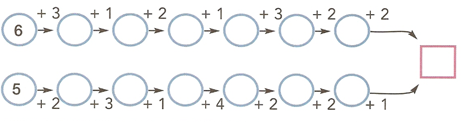 + 3 + 1 + 2 + 1 + 3 + 2 + 2
6
5
+ 2 + 3 + 1 + 4 + 2 + 2 + 1